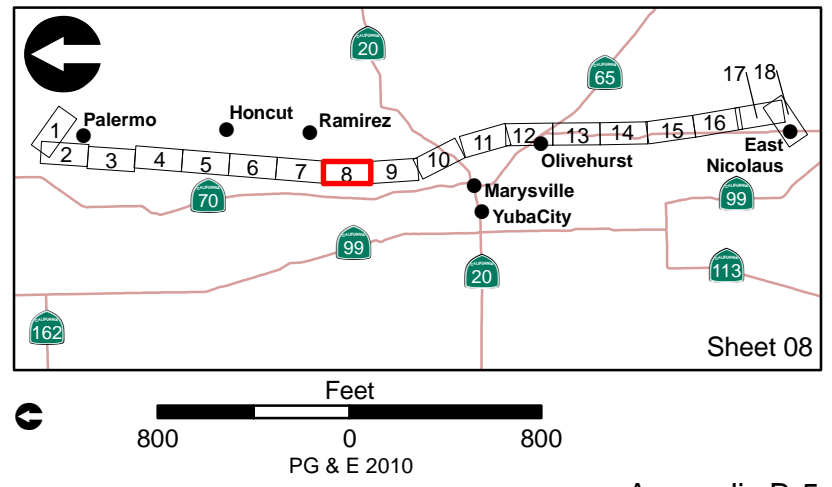 20
65
17 18
Palermo
Honcut
Ramirez
1
2
3
4
5
6
7
8
9
10
11
12
13
14
15
16
East
Nicolaus
Olivehurst
CALIFORNIA
70
Marysville
YubaCity
99
99
20
113
162
Sheet 08
Feet
800 0 800
PG & E 2010